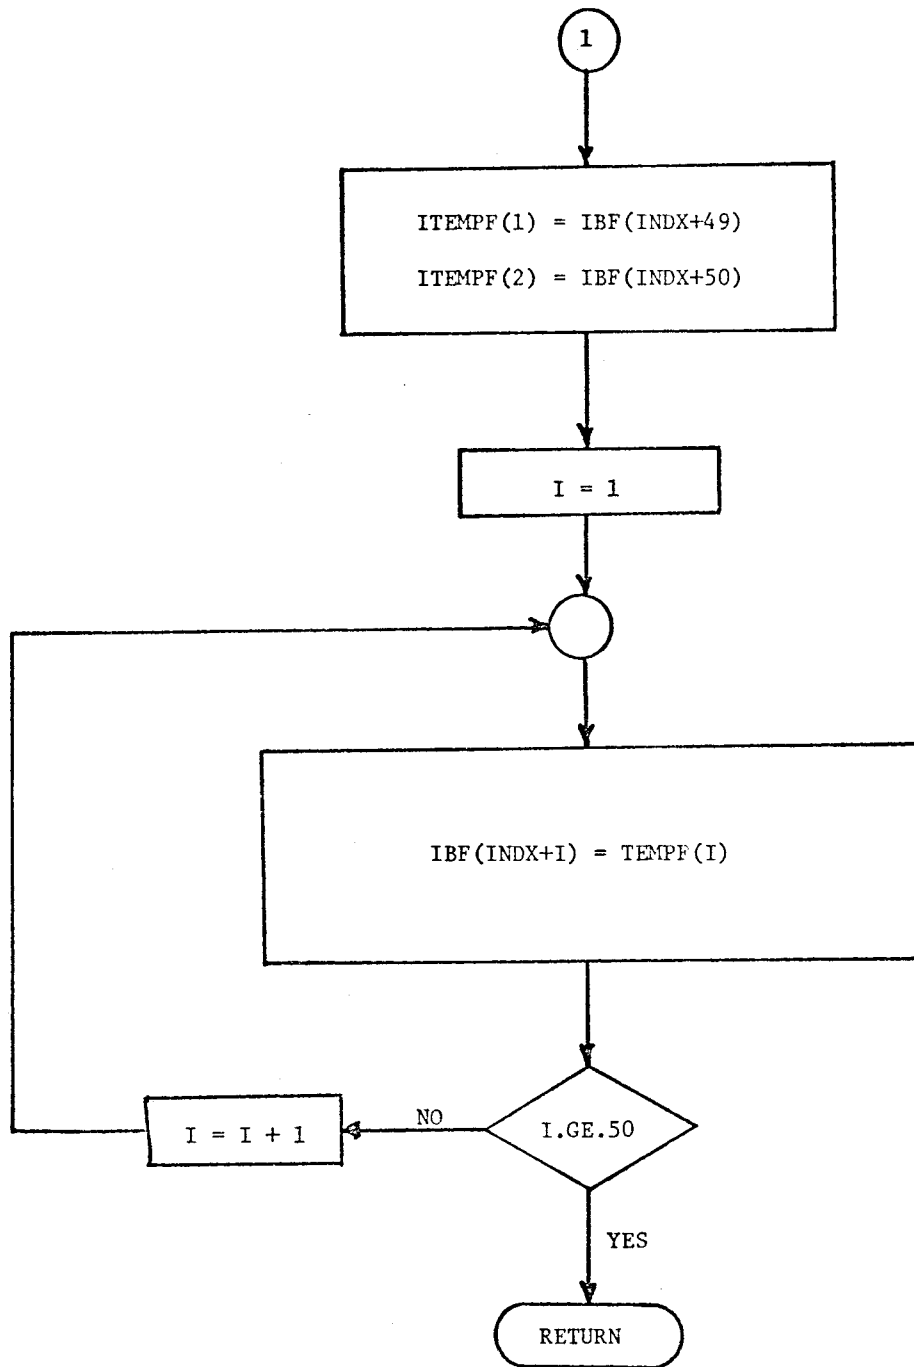 1
ITEMPF(1) = IBF(INDX+49)
ITEMPF(2) = IBF(INDX+50)
I = 1
IBF(INDX+I) = TEMPF(I)
I.GE.50
NO
I = I + 1
YES
RETURN